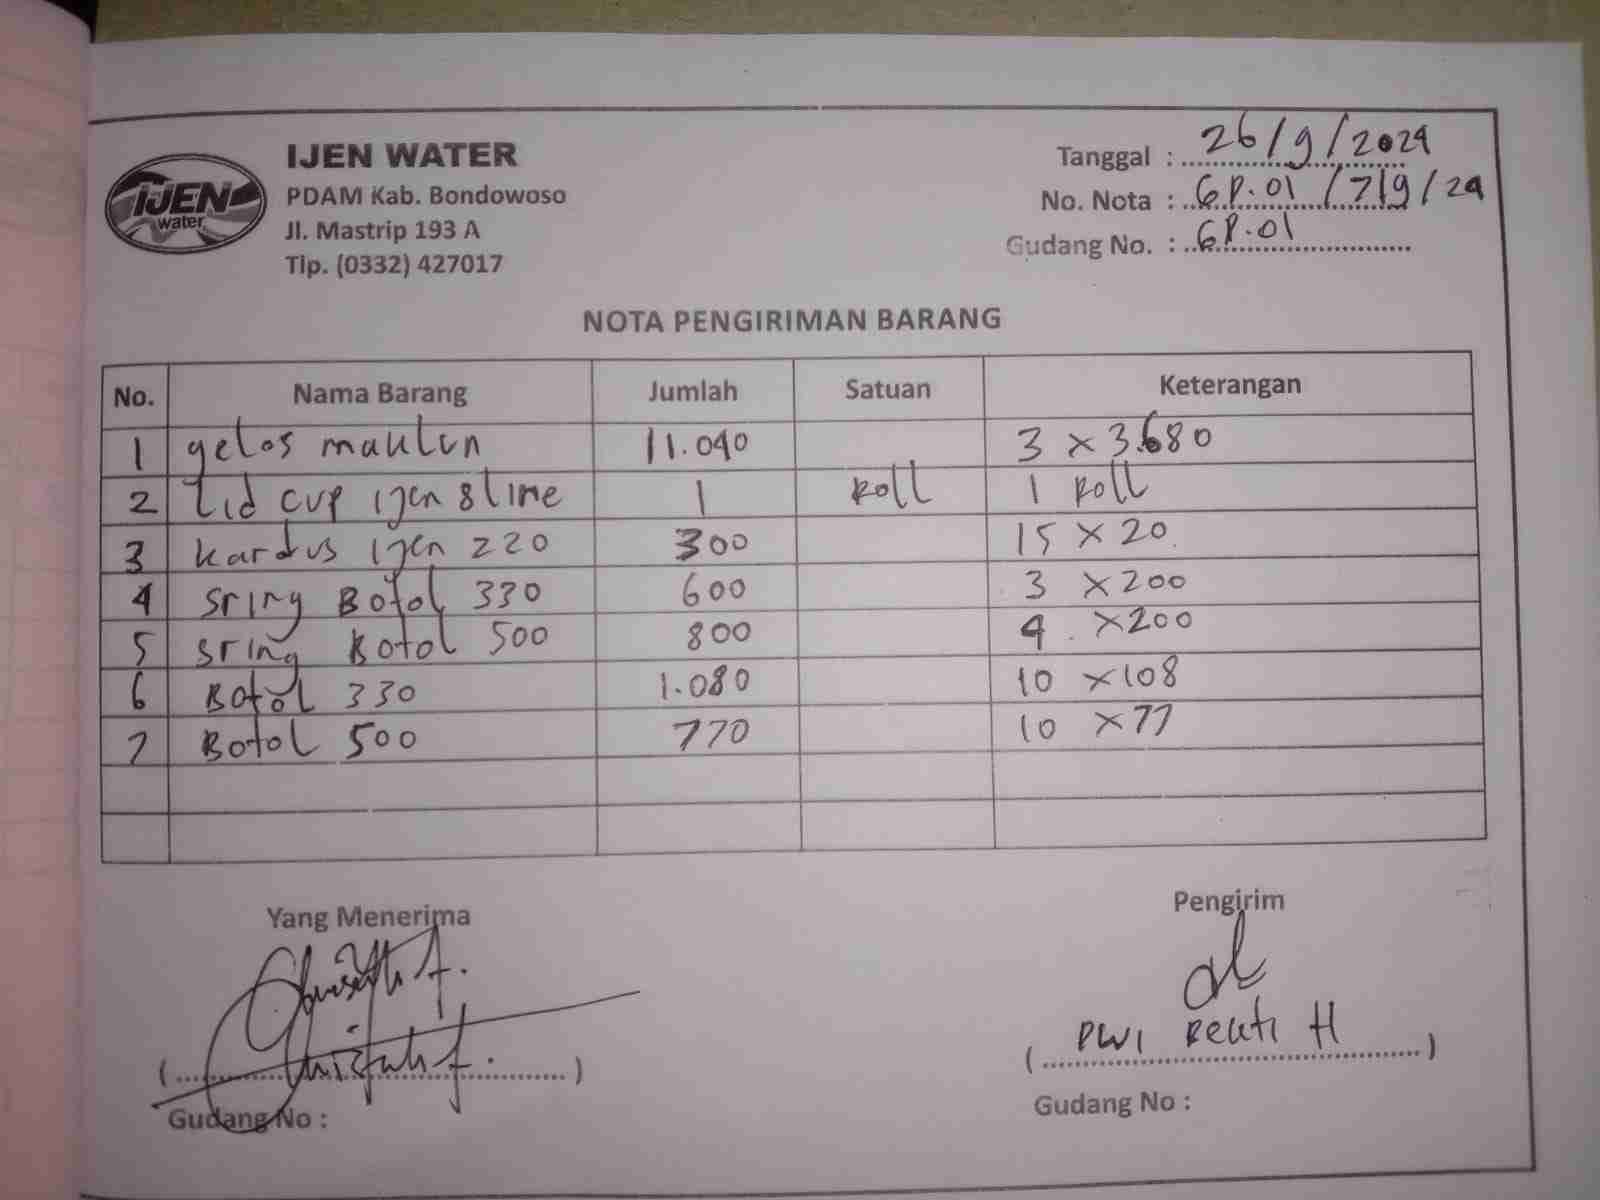 IJEN
water
IJEN WATER
PDAM Kab. Bondowoso
Jl. Mastrip 193 A
Tlp. (0332) 427017
Tanggal : 26/9/2024
No. Nota : GP.01 /7/9/24
Gudang No. : GP.01
NOTA PENGIRIMAN BARANG
No. Nama Barang Jumlah Satuan Keterangan
1 gelas maklun 11.040 3 x 3.680
2 Lid cup ijen 8 line 1 Roll 1 Roll
3 kardus ijen 220 300 15 x 20
4 Sring Botol 330 600 3 x 200
5 Sring Botol 500 800 4 x 200
6 Botol 330 1.080 10 x 108
7 Botol 500 770 10 x 77
Yang Menerima Pengirim
(..............) ( DWI Rekti H )
Gudang No : Gudang No :